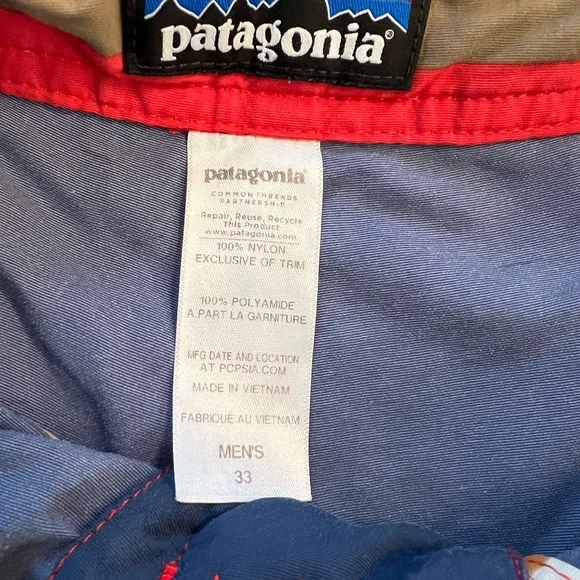 patagonia®
patagonia®
COMMON THREADS
PARTNERSHIP
Repair, Reuse, Recycle
This Product
www.patagonia.com
100% NYLON
EXCLUSIVE OF TRIM
100% POLYAMIDE
A PART LA GARNITURE
MFG DATE AND LOCATION
AT PCPSIA.COM
MADE IN VIETNAM
FABRIQUÉ AU VIETNAM
MEN'S
33